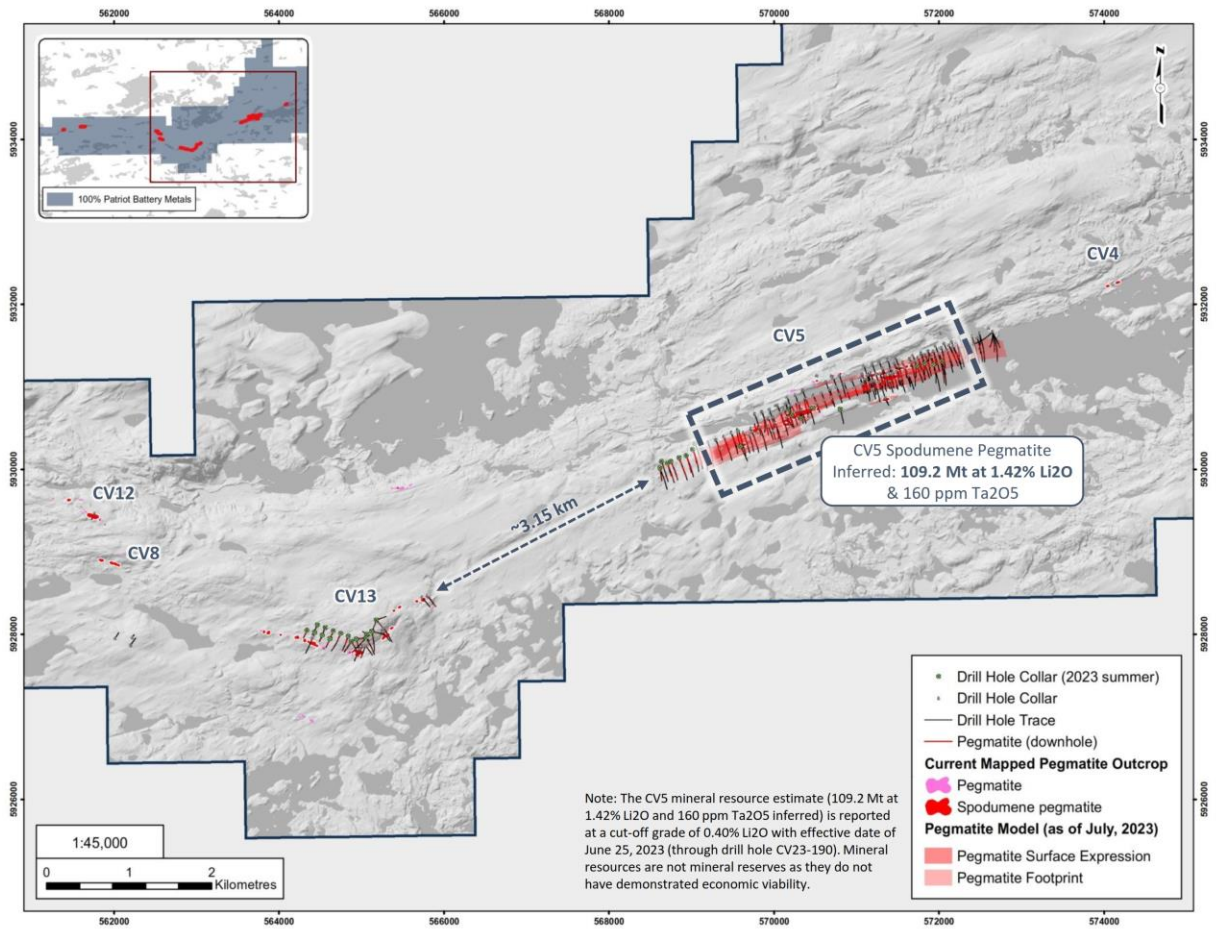 562000
564000
566000
568000
570000
572000
574000
5934000
5934000
N
100% Patriot Battery Metals
CV4
5932000
5932000
CV5
CV5 Spodumene Pegmatite
Inferred: 109.2 Mt at 1.42% Li2O
& 160 ppm Ta2O5
5930000
5930000
CV12
~3.15 km
CV8
CV13
5928000
5928000
Drill Hole Collar (2023 summer)
Drill Hole Collar
Drill Hole Trace
Pegmatite (downhole)
Current Mapped Pegmatite Outcrop
Pegmatite
Spodumene pegmatite
Pegmatite Model (as of July, 2023)
Pegmatite Surface Expression
Pegmatite Footprint
5926000
5926000
Note: The CV5 mineral resource estimate (109.2 Mt at
1.42% Li2O and 160 ppm Ta2O5 inferred) is reported
at a cut-off grade of 0.40% Li2O with effective date of
June 25, 2023 (through drill hole CV23-190). Mineral
resources are not mineral reserves as they do not
have demonstrated economic viability.
1:45,000
0
1
2
Kilometres
562000
564000
566000
568000
570000
572000
574000